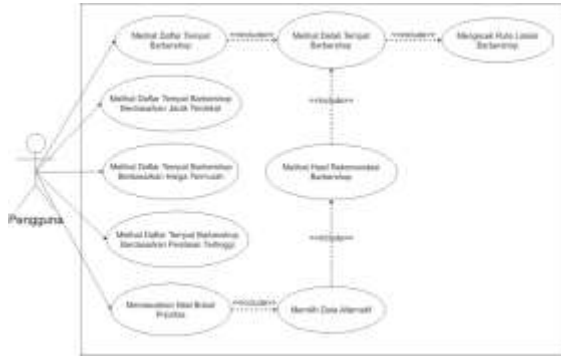 Melihat Daftar Tempat
Barbershop
<<include>>
Melihat Detail Tempat
Barbershop
<<include>>
Mengecek Rute Lokasi
Barbershop
Melihat Daftar Tempat Barbershop
Berdasarkan Jarak Terdekat
<<include>>
Melihat Daftar Tempat Barbershop
Berdasarkan Harga Termurah
Melihat Hasil Rekomendasi
Barbershop
Pengguna
Melihat Daftar Tempat Barbershop
Berdasarkan Penilaian Tertinggi
<<include>>
Memasukkan Nilai Bobot
Prioritas
<<include>>
Memilih Data Alternatif